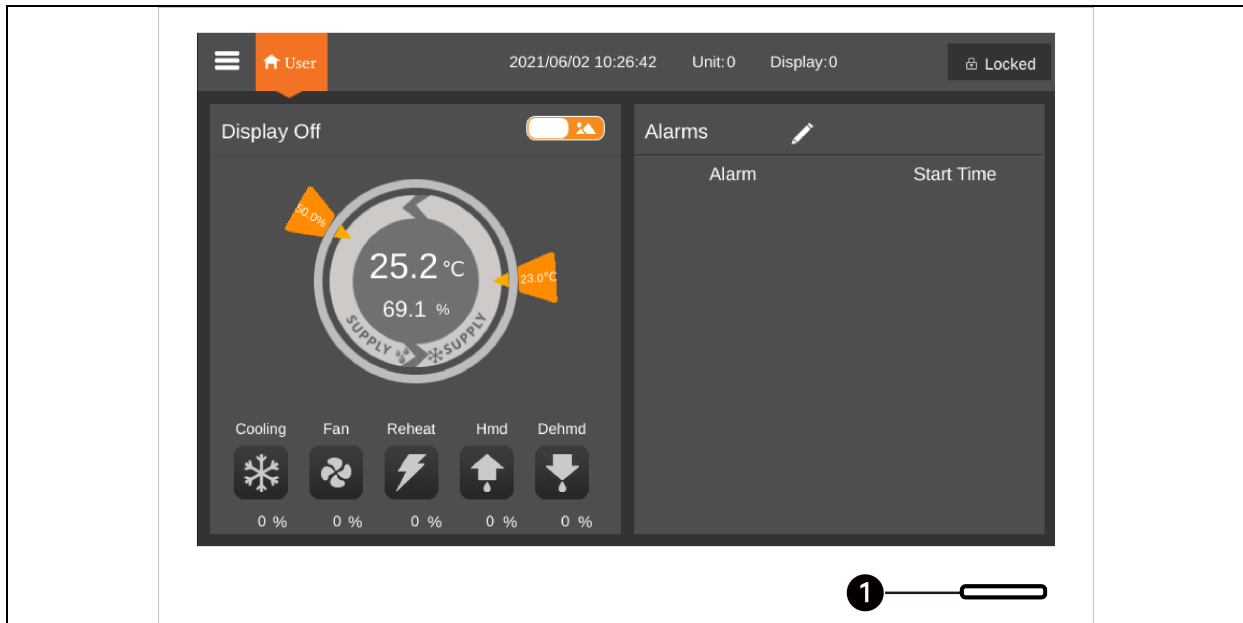 User 2021/06/02 10:26:42 Unit:0 Display:0 Locked
Display Off
Alarms
Alarm Start Time
50.0%
25.2 °C
23.0°C
69.1 %
SUPPLY SUPPLY
Cooling Fan Reheat Hmd Dehmd
0 % 0 % 0 % 0 % 0 %
1